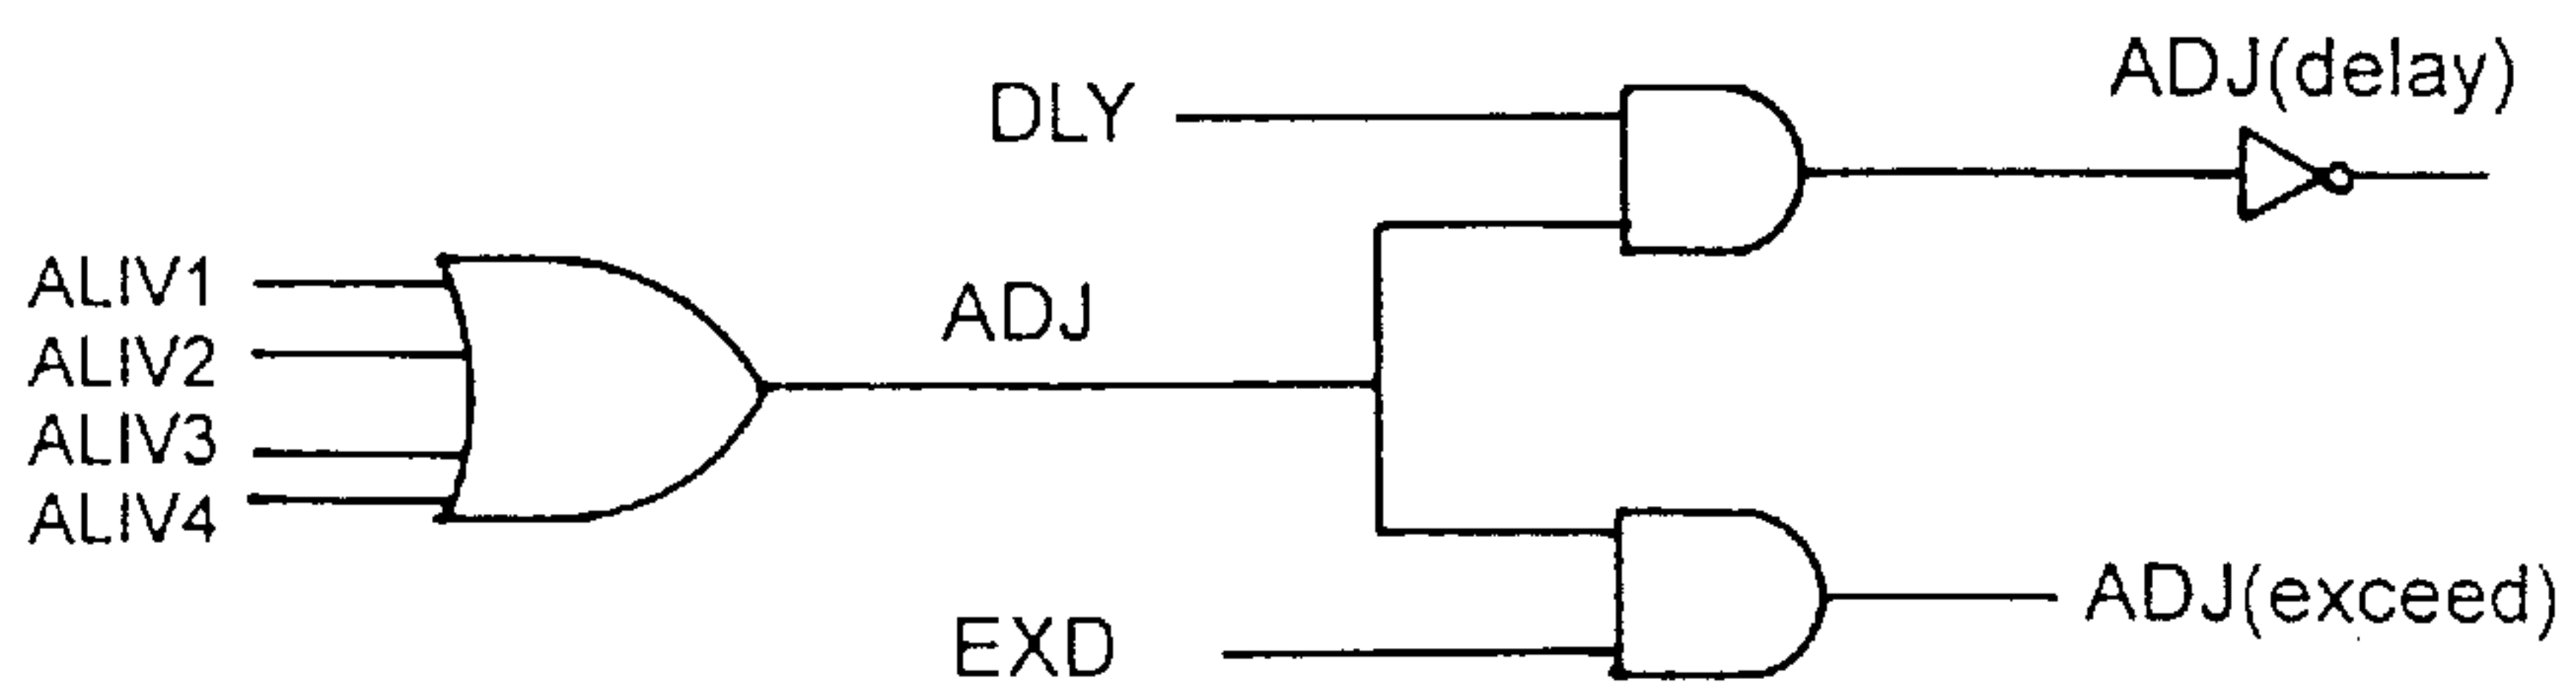 ADJ(delay)
DLY
ALIV1
ADJ
ALIV2
ALIV3
ALIV4
ADJ(exceed)
EXD